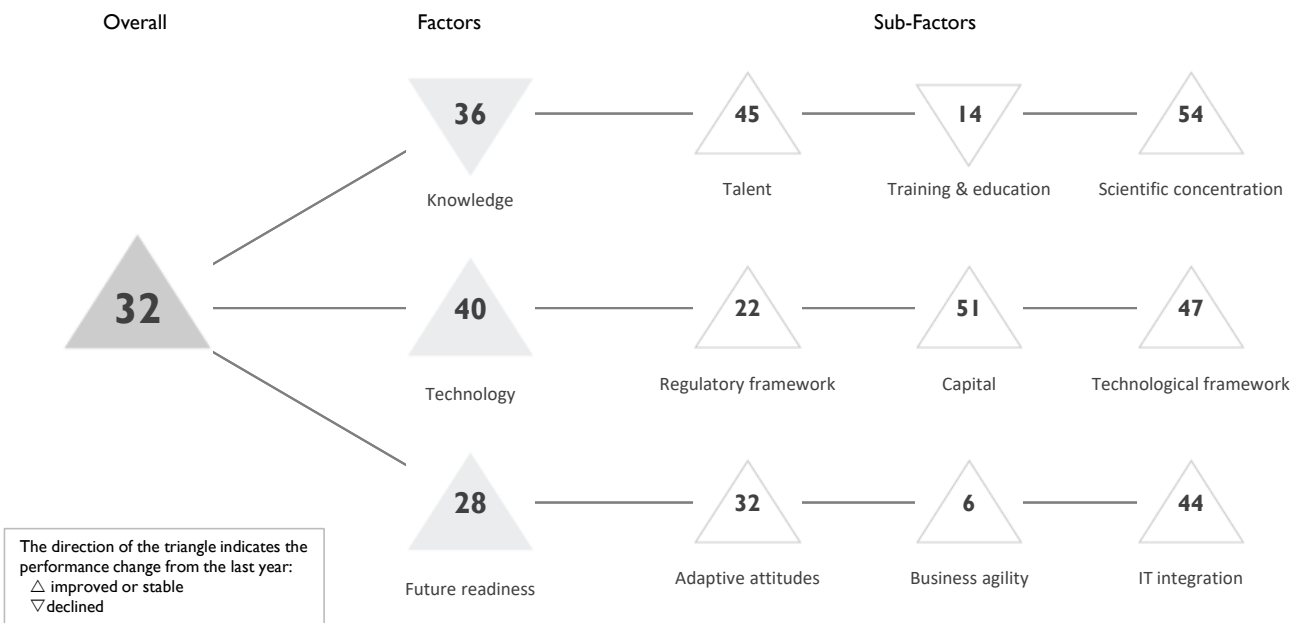 Overall
Factors
Sub-Factors
36
45
14
54
Knowledge
Talent
Training & education
Scientific concentration
32
40
22
51
47
Technology
Regulatory framework
Capital
Technological framework
28
32
6
44
Future readiness
Adaptive attitudes
Business agility
IT integration
The direction of the triangle indicates the
performance change from the last year:
△ improved or stable
▽ declined